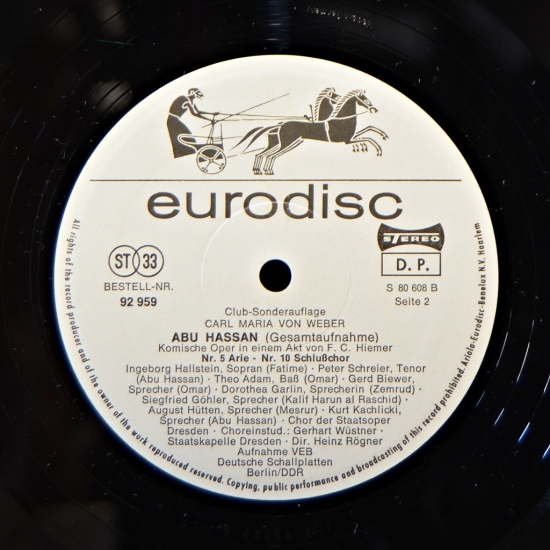 eurodisc
STEREO
D. P.
ST 33
BESTELL-NR.
92 959
S 80 608 B
Seite 2
Club-Sonderauflage
CARL MARIA VON WEBER
ABU HASSAN (Gesamtaufnahme)
Komische Oper in einem Akt von F. C. Hiemer
Nr. 5 Arie - Nr. 10 Schlußchor
Ingeborg Hallstein, Sopran (Fatime) · Peter Schreier, Tenor
(Abu Hassan) · Theo Adam, Baß (Omar) · Gerd Biewer,
Sprecher (Omar) · Dorothea Garlin, Sprecherin (Zemrud) ·
Siegfried Göhler, Sprecher (Kalif Harun al Raschid) ·
August Hütten, Sprecher (Mesrur) · Kurt Kachlicki,
Sprecher (Abu Hassan) · Chor der Staatsoper
Dresden · Choreinstud.: Gerhart Wüstner ·
Staatskapelle Dresden · Dir. Heinz Rögner
Aufnahme VEB
Deutsche Schallplatten
Berlin/DDR
All rights of the record producer and of the owner of the work reproduced reserved. Copying, public performance and broadcasting of this record prohibited. Ariola-Eurodisc-Benelux N.V. Haarlem